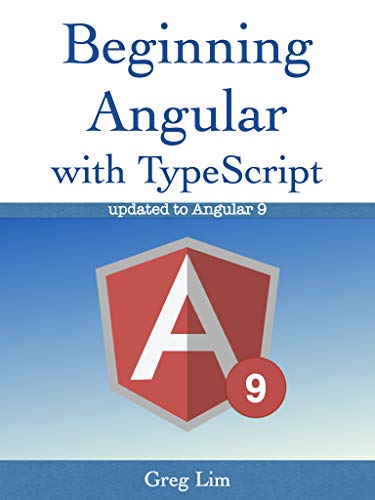 Beginning
Angular
with TypeScript
updated to Angular 9
A
9
Greg Lim